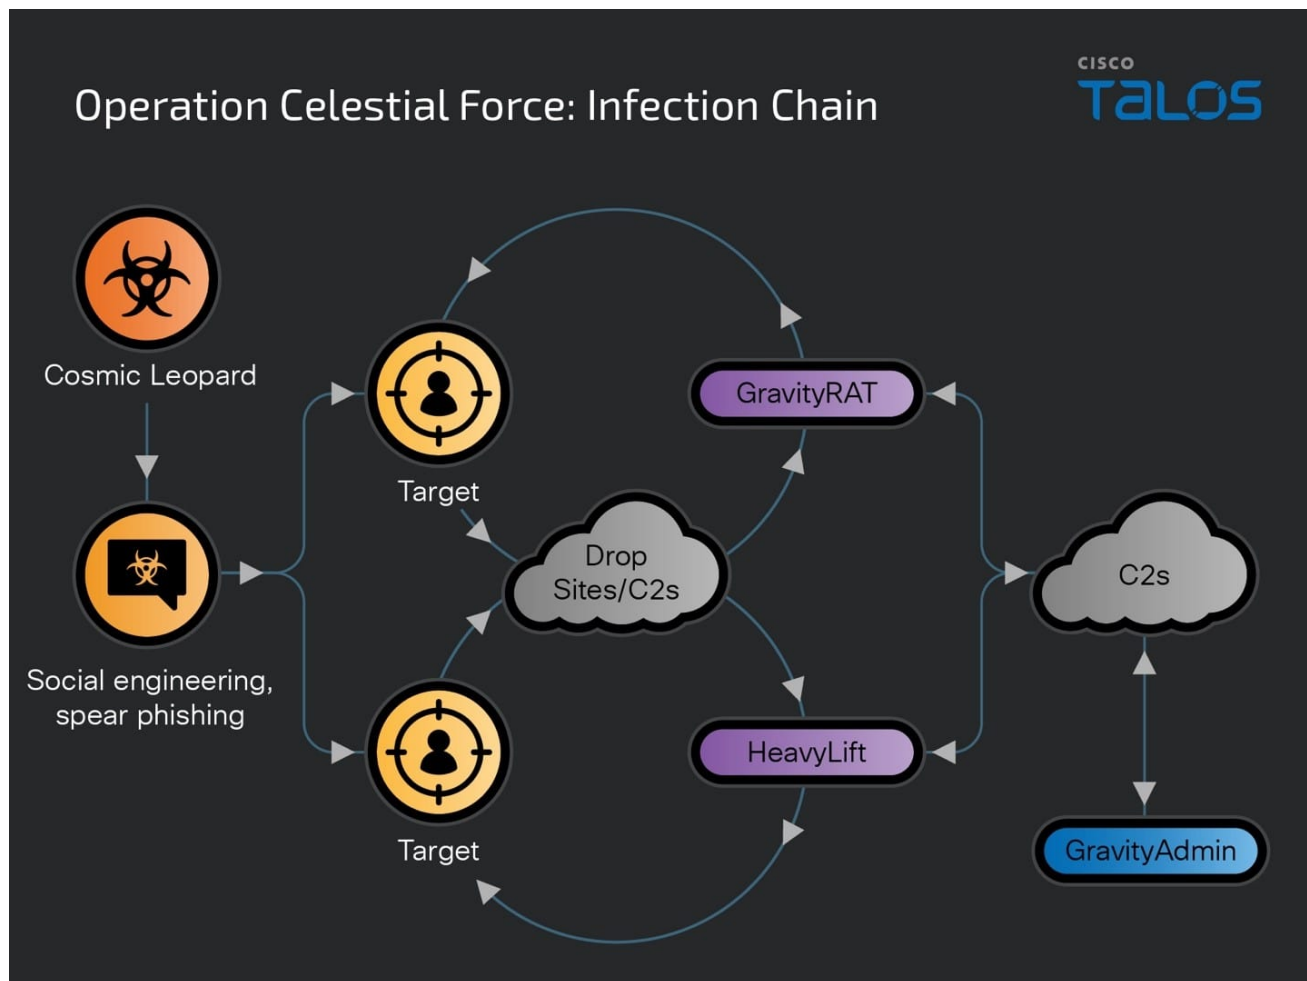 CISCO
TALOS
Operation Celestial Force: Infection Chain
Cosmic Leopard
Social engineering,
spear phishing
Target
Target
Drop
Sites/C2s
GravityRAT
HeavyLift
C2s
GravityAdmin